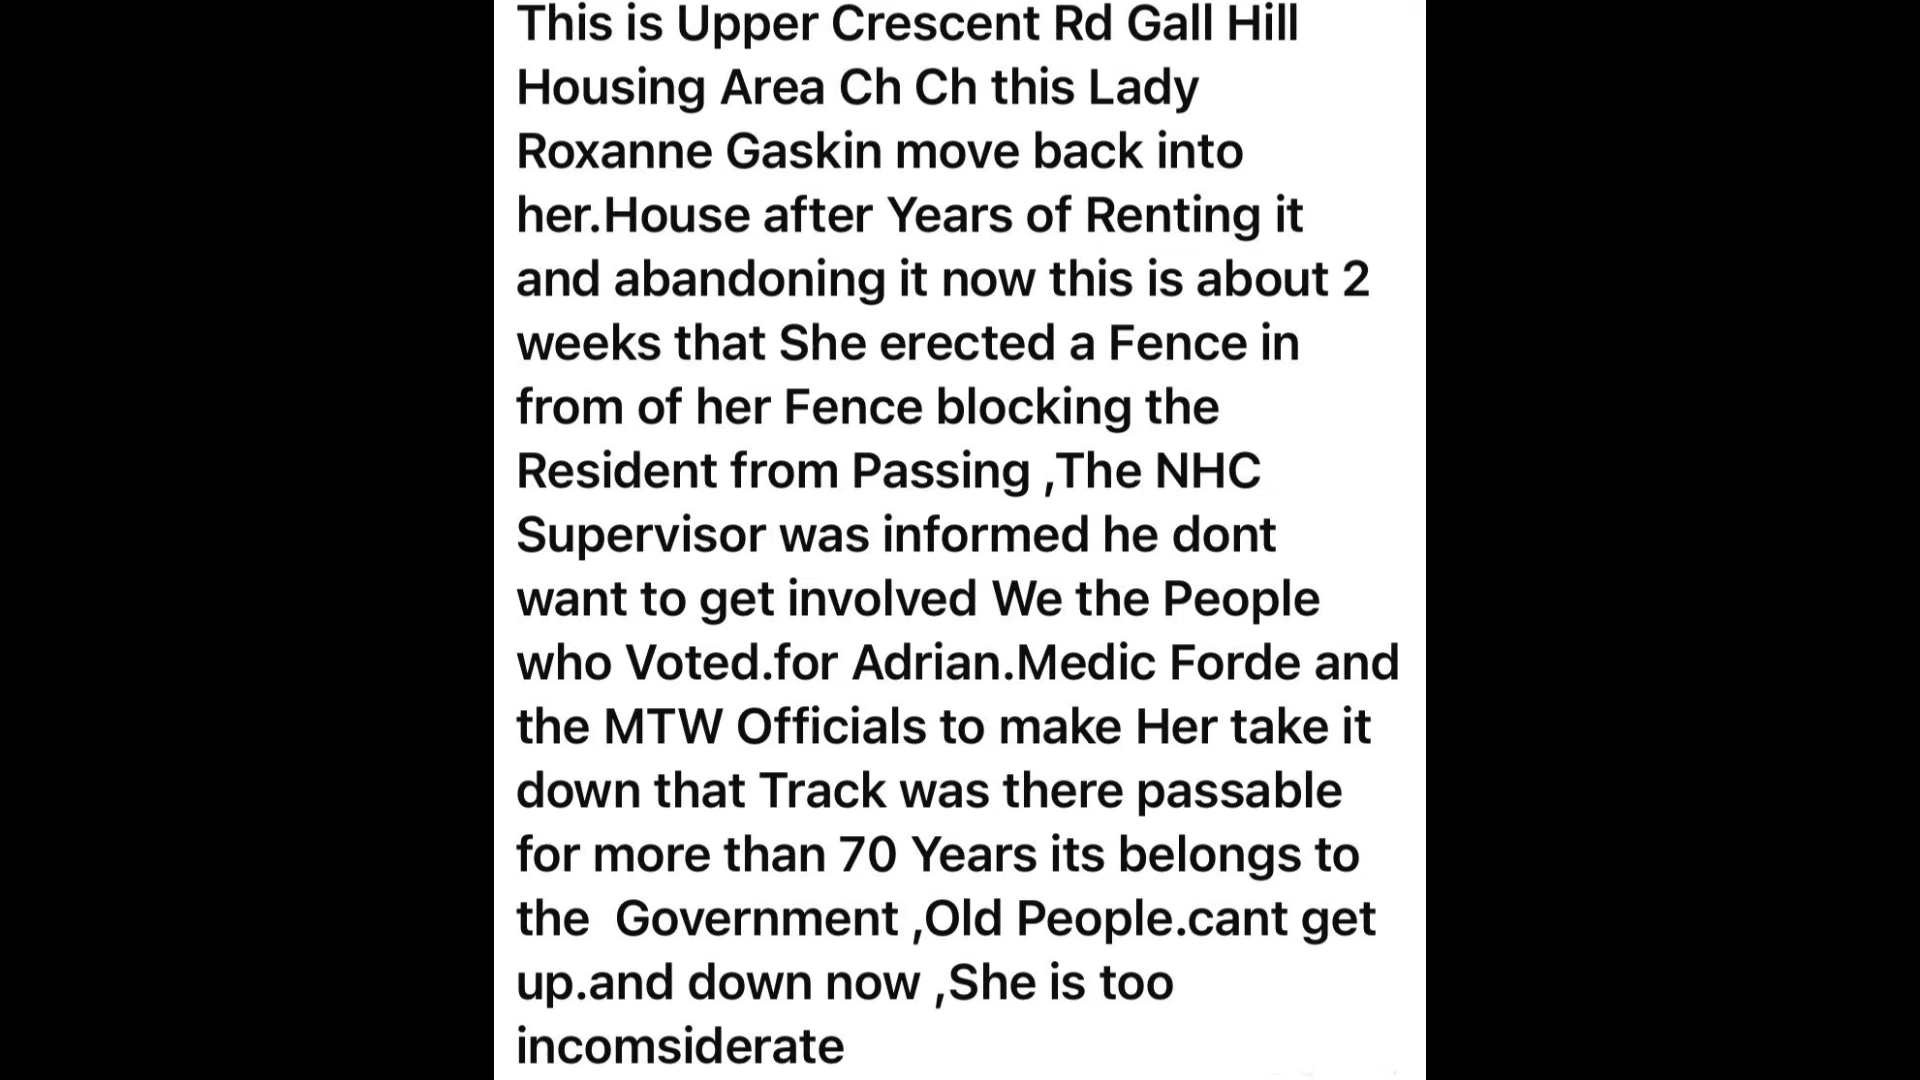 This is Upper Crescent Rd Gall Hill
Housing Area Ch Ch this Lady
Roxanne Gaskin move back into
her.House after Years of Renting it
and abandoning it now this is about 2
weeks that She erected a Fence in
from of her Fence blocking the
Resident from Passing ,The NHC
Supervisor was informed he dont
want to get involved We the People
who Voted.for Adrian.Medic Forde and
the MTW Officials to make Her take it
down that Track was there passable
for more than 70 Years its belongs to
the  Government ,Old People.cant get
up.and down now ,She is too
incomsiderate